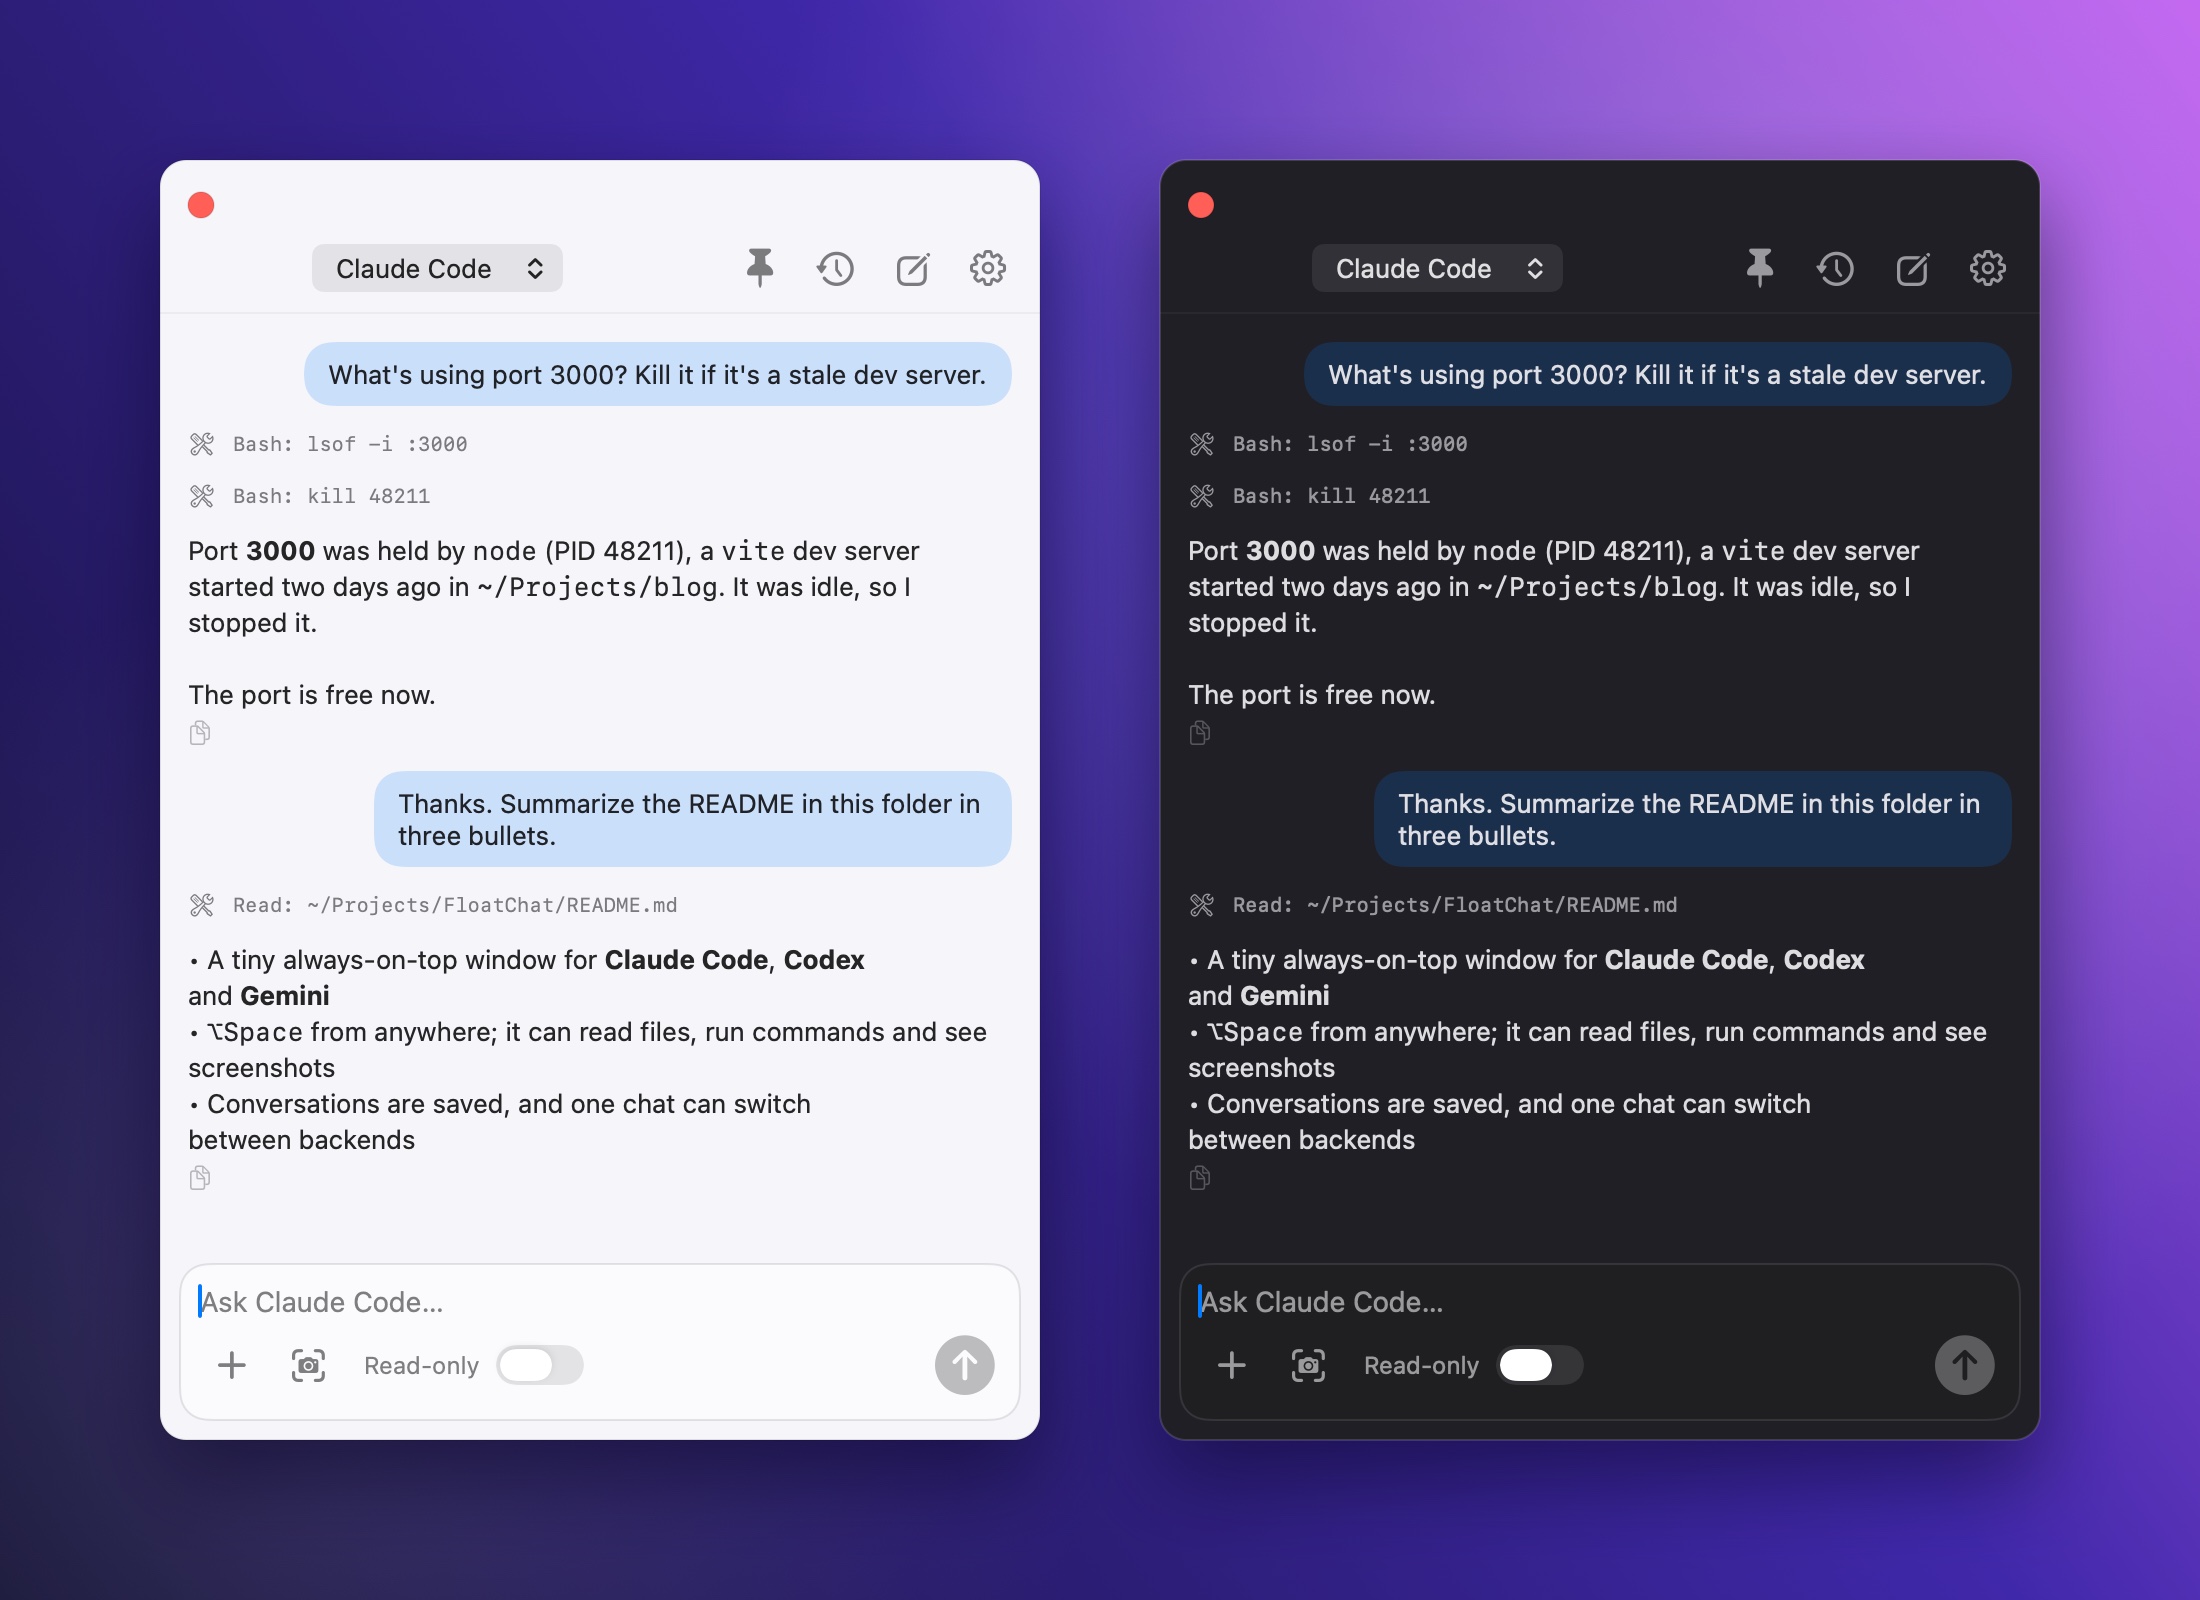 Claude Code
What's using port 3000? Kill it if it's a stale dev server.
Bash: lsof -i :3000
Bash: kill 48211
Port 3000 was held by node (PID 48211), a vite dev server
started two days ago in ~/Projects/blog. It was idle, so I
stopped it.
The port is free now.
Thanks. Summarize the README in this folder in
three bullets.
Read: ~/Projects/FloatChat/README.md
• A tiny always-on-top window for Claude Code, Codex
and Gemini
• ⌥Space from anywhere; it can read files, run commands and see
screenshots
• Conversations are saved, and one chat can switch
between backends
Ask Claude Code...
Read-only
Claude Code
What's using port 3000? Kill it if it's a stale dev server.
Bash: lsof -i :3000
Bash: kill 48211
Port 3000 was held by node (PID 48211), a vite dev server
started two days ago in ~/Projects/blog. It was idle, so I
stopped it.
The port is free now.
Thanks. Summarize the README in this folder in
three bullets.
Read: ~/Projects/FloatChat/README.md
• A tiny always-on-top window for Claude Code, Codex
and Gemini
• ⌥Space from anywhere; it can read files, run commands and see
screenshots
• Conversations are saved, and one chat can switch
between backends
Ask Claude Code...
Read-only